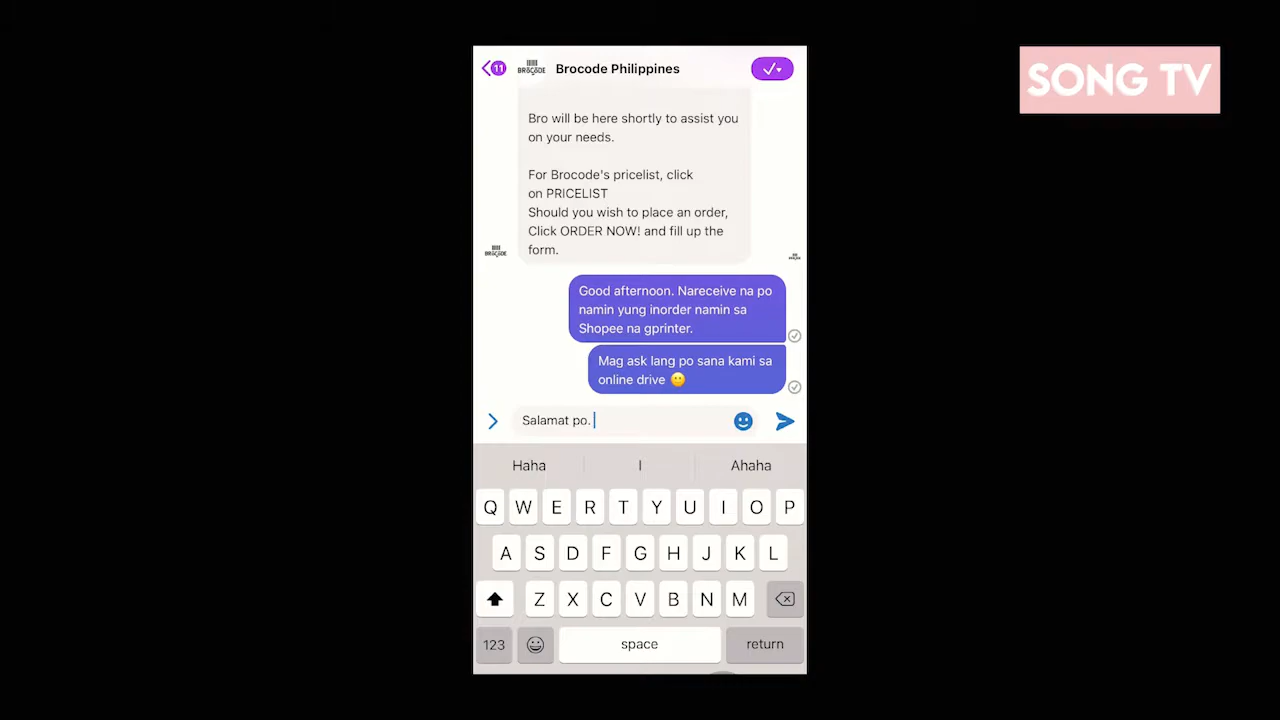 SONG TV
11
BROCODE
Brocode Philippines
Bro will be here shortly to assist you
on your needs.
For Brocode's pricelist, click
on PRICELIST
Should you wish to place an order,
Click ORDER NOW! and fill up the
form.
BROCODE
Good afternoon. Nareceive na po
namin yung inorder namin sa
Shopee na gprinter.
Mag ask lang po sana kami sa
online drive 🙂
Salamat po.
Haha
I
Ahaha
Q W E R T Y U I O P
A S D F G H J K L
Z X C V B N M
123
space
return